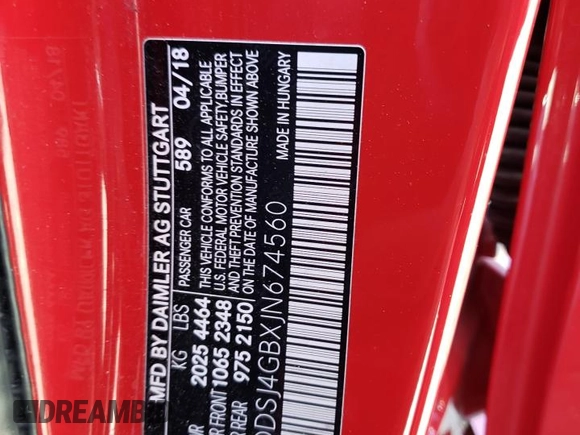 MFD BY DAIMLER AG STUTTGART
PASSENGER CAR 589 04/18
KG LBS
2025 4464
FRONT 1065 2348
REAR 975 2150
THIS VEHICLE CONFORMS TO ALL APPLICABLE
U.S. FEDERAL MOTOR VEHICLE SAFETY,BUMPER
AND THEFT PREVENTION STANDARDS IN EFFECT
ON THE DATE OF MANUFACTURE SHOWN ABOVE
MADE IN HUNGARY
DSJ4GBXJN674560
DREAMBID